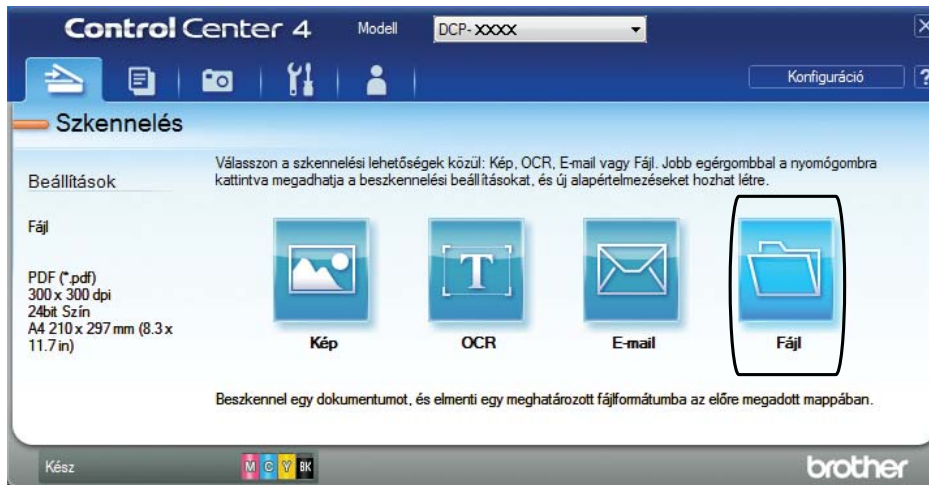 Control Center 4
Modell
DCP-XXXX
Konfiguráció
?
Szkennelés
Beállítások
Válasszon a szkennelési lehetőségek közül: Kép, OCR, E-mail vagy Fájl. Jobb egérgombbal a nyomógombra
kattintva megadhatja a beszkennelési beállításokat, és új alapértelmezéseket hozhat létre.
Fájl
PDF (*.pdf)
300 x 300 dpi
24bit Szín
A4 210 x 297 mm (8.3 x
11.7 in)
T
Kép
OCR
E-mail
Fájl
Beszkennel egy dokumentumot, és elmenti egy meghatározott fájlformátumba az előre megadott mappában.
Kész
M C Y BK
brother